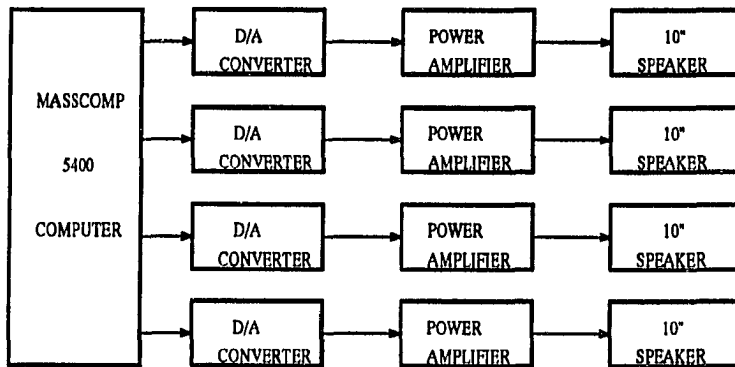 MASSCOMP
5400
COMPUTER
D/A
CONVERTER
POWER
AMPLIFIER
10"
SPEAKER
D/A
CONVERTER
POWER
AMPLIFIER
10"
SPEAKER
D/A
CONVERTER
POWER
AMPLIFIER
10"
SPEAKER
D/A
CONVERTER
POWER
AMPLIFIER
10"
SPEAKER